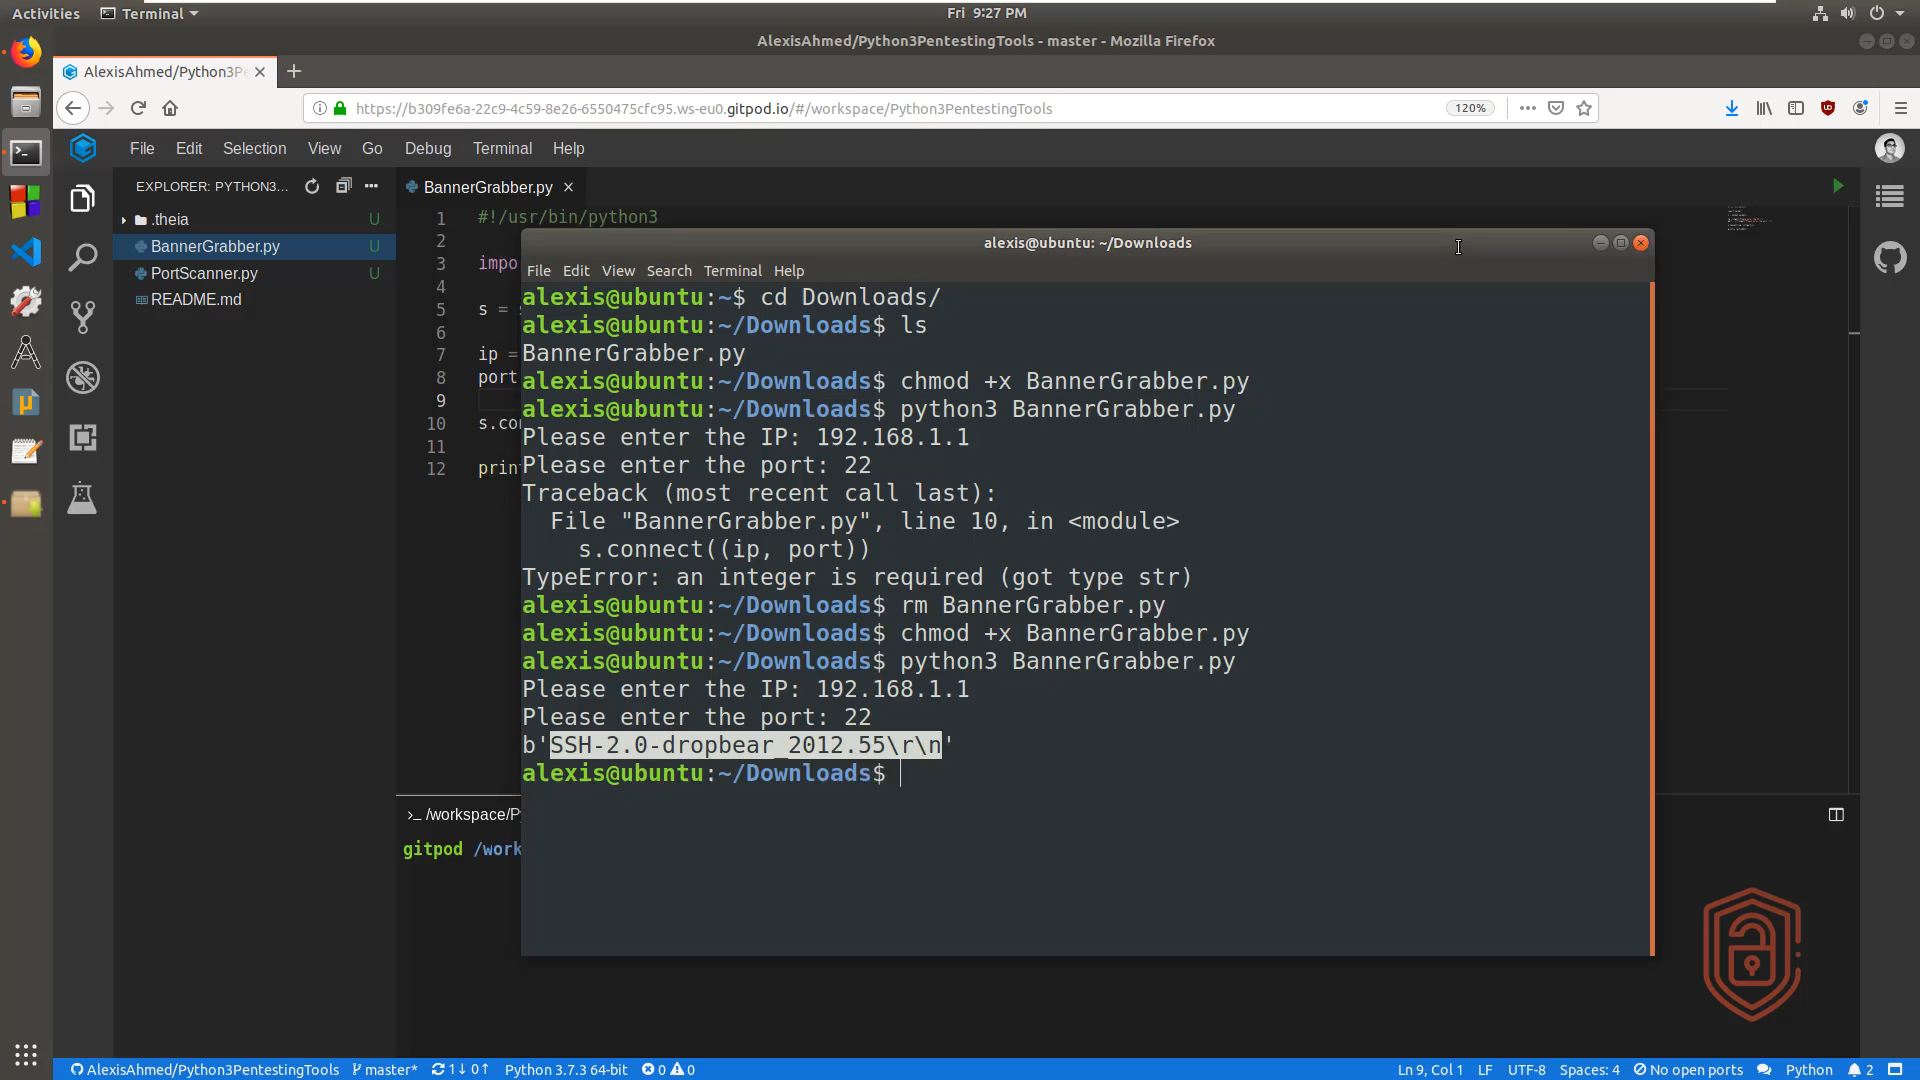 Activities Terminal Fri 9:27 PM
AlexisAhmed/Python3PentestingTools - master - Mozilla Firefox
AlexisAhmed/Python3P
https://b309fe6a-22c9-4c59-8e26-6550475cfc95.ws-eu0.gitpod.io/#/workspace/Python3PentestingTools 120%
File Edit Selection View Go Debug Terminal Help
EXPLORER: PYTHON3...
BannerGrabber.py
.theia U
BannerGrabber.py U
PortScanner.py U
README.md
1 #!/usr/bin/python3
2
3 impo
4
5 s =
6
7 ip =
8 port
9
10 s.co
11
12 prin
alexis@ubuntu: ~/Downloads
File Edit View Search Terminal Help
alexis@ubuntu:~$ cd Downloads/
alexis@ubuntu:~/Downloads$ ls
BannerGrabber.py
alexis@ubuntu:~/Downloads$ chmod +x BannerGrabber.py
alexis@ubuntu:~/Downloads$ python3 BannerGrabber.py
Please enter the IP: 192.168.1.1
Please enter the port: 22
Traceback (most recent call last):
File "BannerGrabber.py", line 10, in <module>
s.connect((ip, port))
TypeError: an integer is required (got type str)
alexis@ubuntu:~/Downloads$ rm BannerGrabber.py
alexis@ubuntu:~/Downloads$ chmod +x BannerGrabber.py
alexis@ubuntu:~/Downloads$ python3 BannerGrabber.py
Please enter the IP: 192.168.1.1
Please enter the port: 22
b'SSH-2.0-dropbear_2012.55\r\n'
alexis@ubuntu:~/Downloads$
>_ /workspace/P
gitpod /work
AlexisAhmed/Python3PentestingTools master* 1↓ 0↑ Python 3.7.3 64-bit 0 0 Ln 9, Col 1 LF UTF-8 Spaces: 4 No open ports Python 2